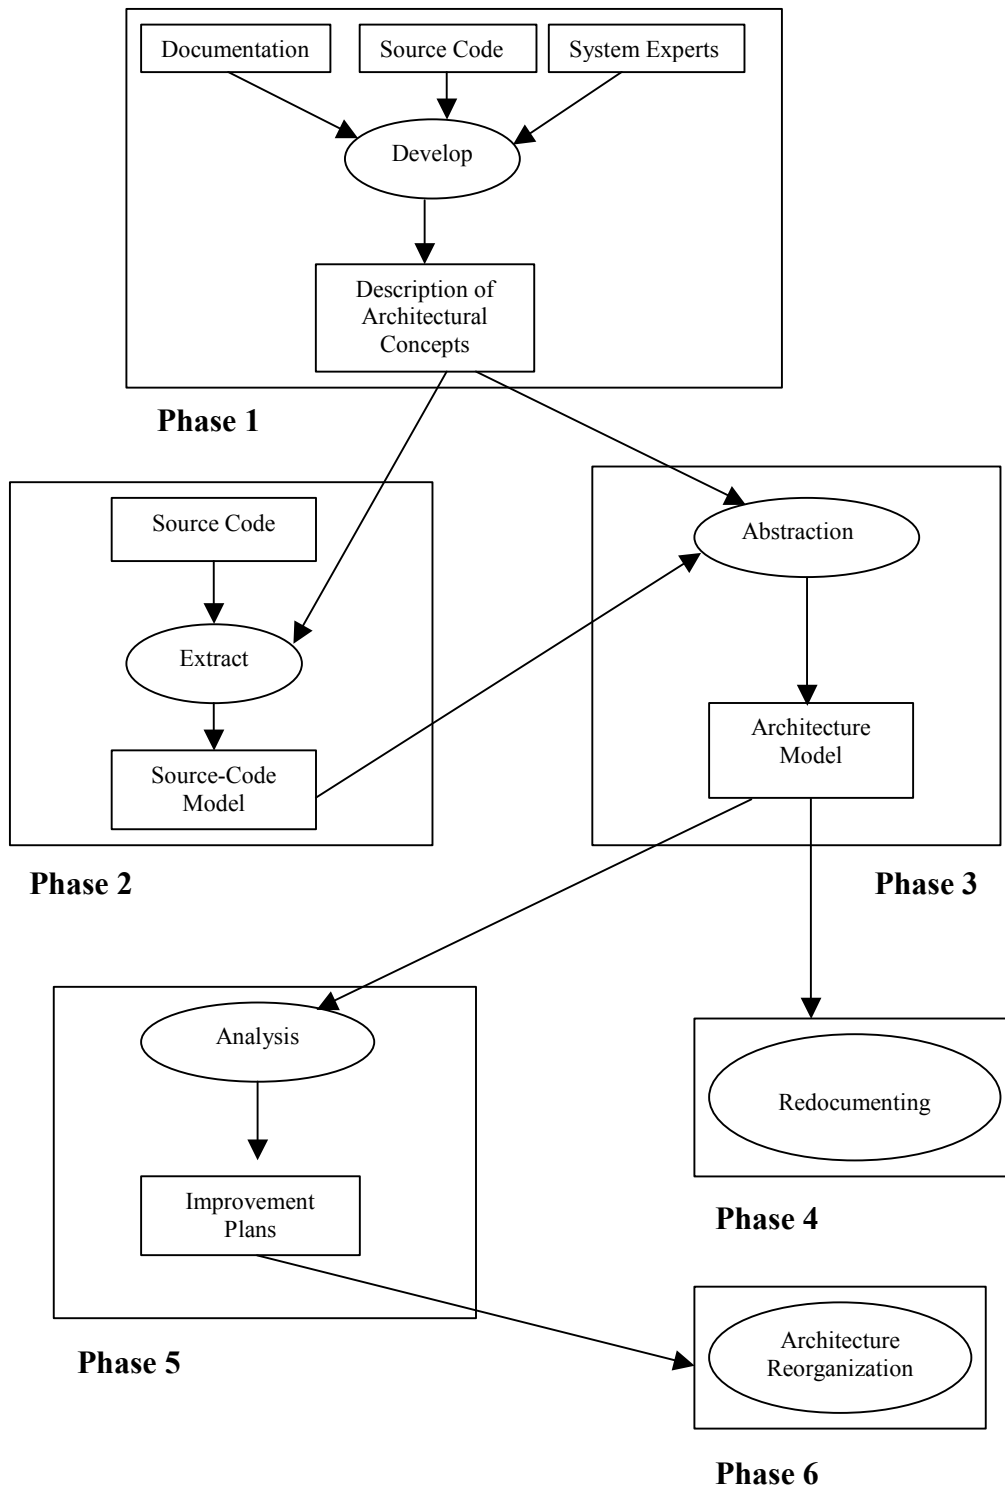 Documentation
Source Code
System Experts
Develop
Description of
Architectural
Concepts
Phase 1
Source Code
Extract
Source-Code
Model
Phase 2
Abstraction
Architecture
Model
Phase 3
Analysis
Improvement
Plans
Phase 5
Redocumenting
Phase 4
Architecture
Reorganization
Phase 6